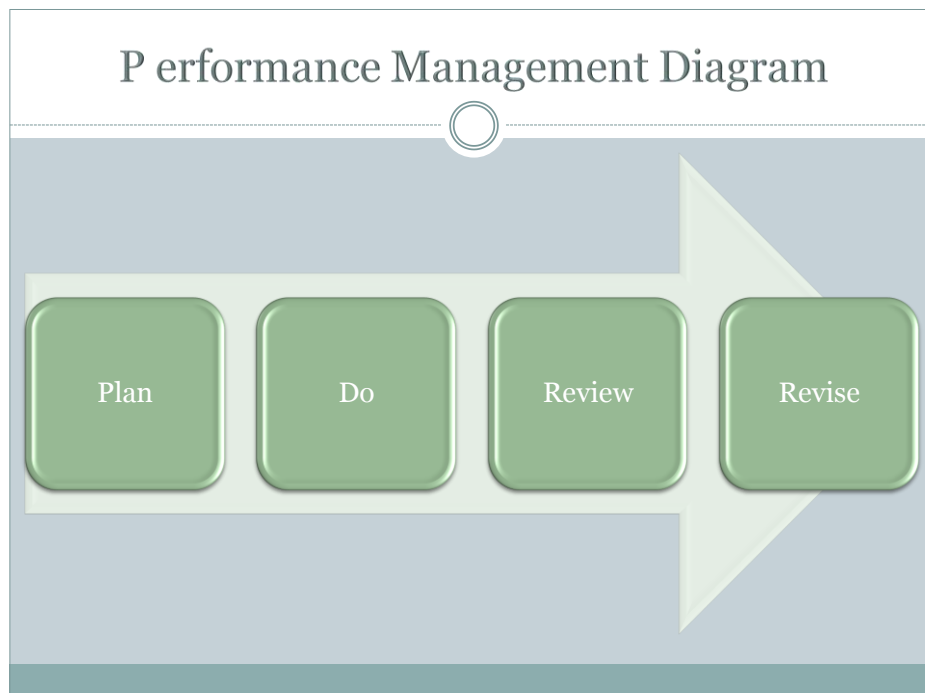 P erformance Management Diagram
Plan
Do
Review
Revise